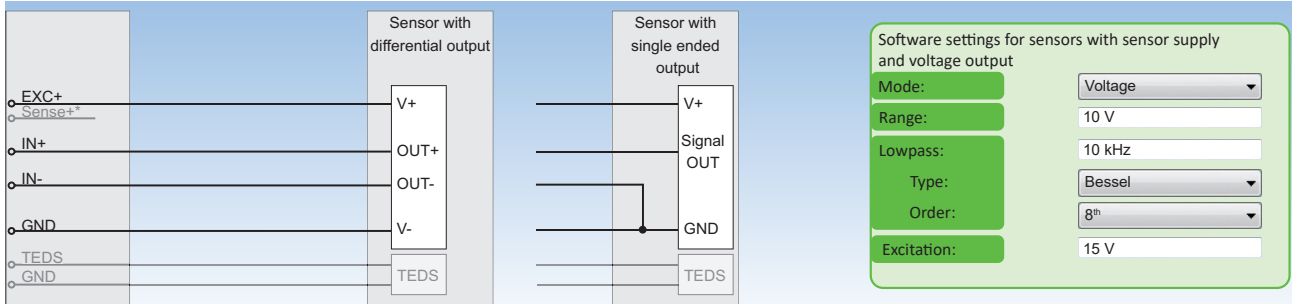 EXC+
Sense+*
IN+
IN-
GND
TEDS
GND
Sensor with
differential output
V+
OUT+
OUT-
V-
TEDS
Sensor with
single ended
output
V+
Signal
OUT
GND
TEDS
Software settings for sensors with sensor supply
and voltage output
Mode: Voltage
Range: 10 V
Lowpass: 10 kHz
Type: Bessel
Order: 8th
Excitation: 15 V